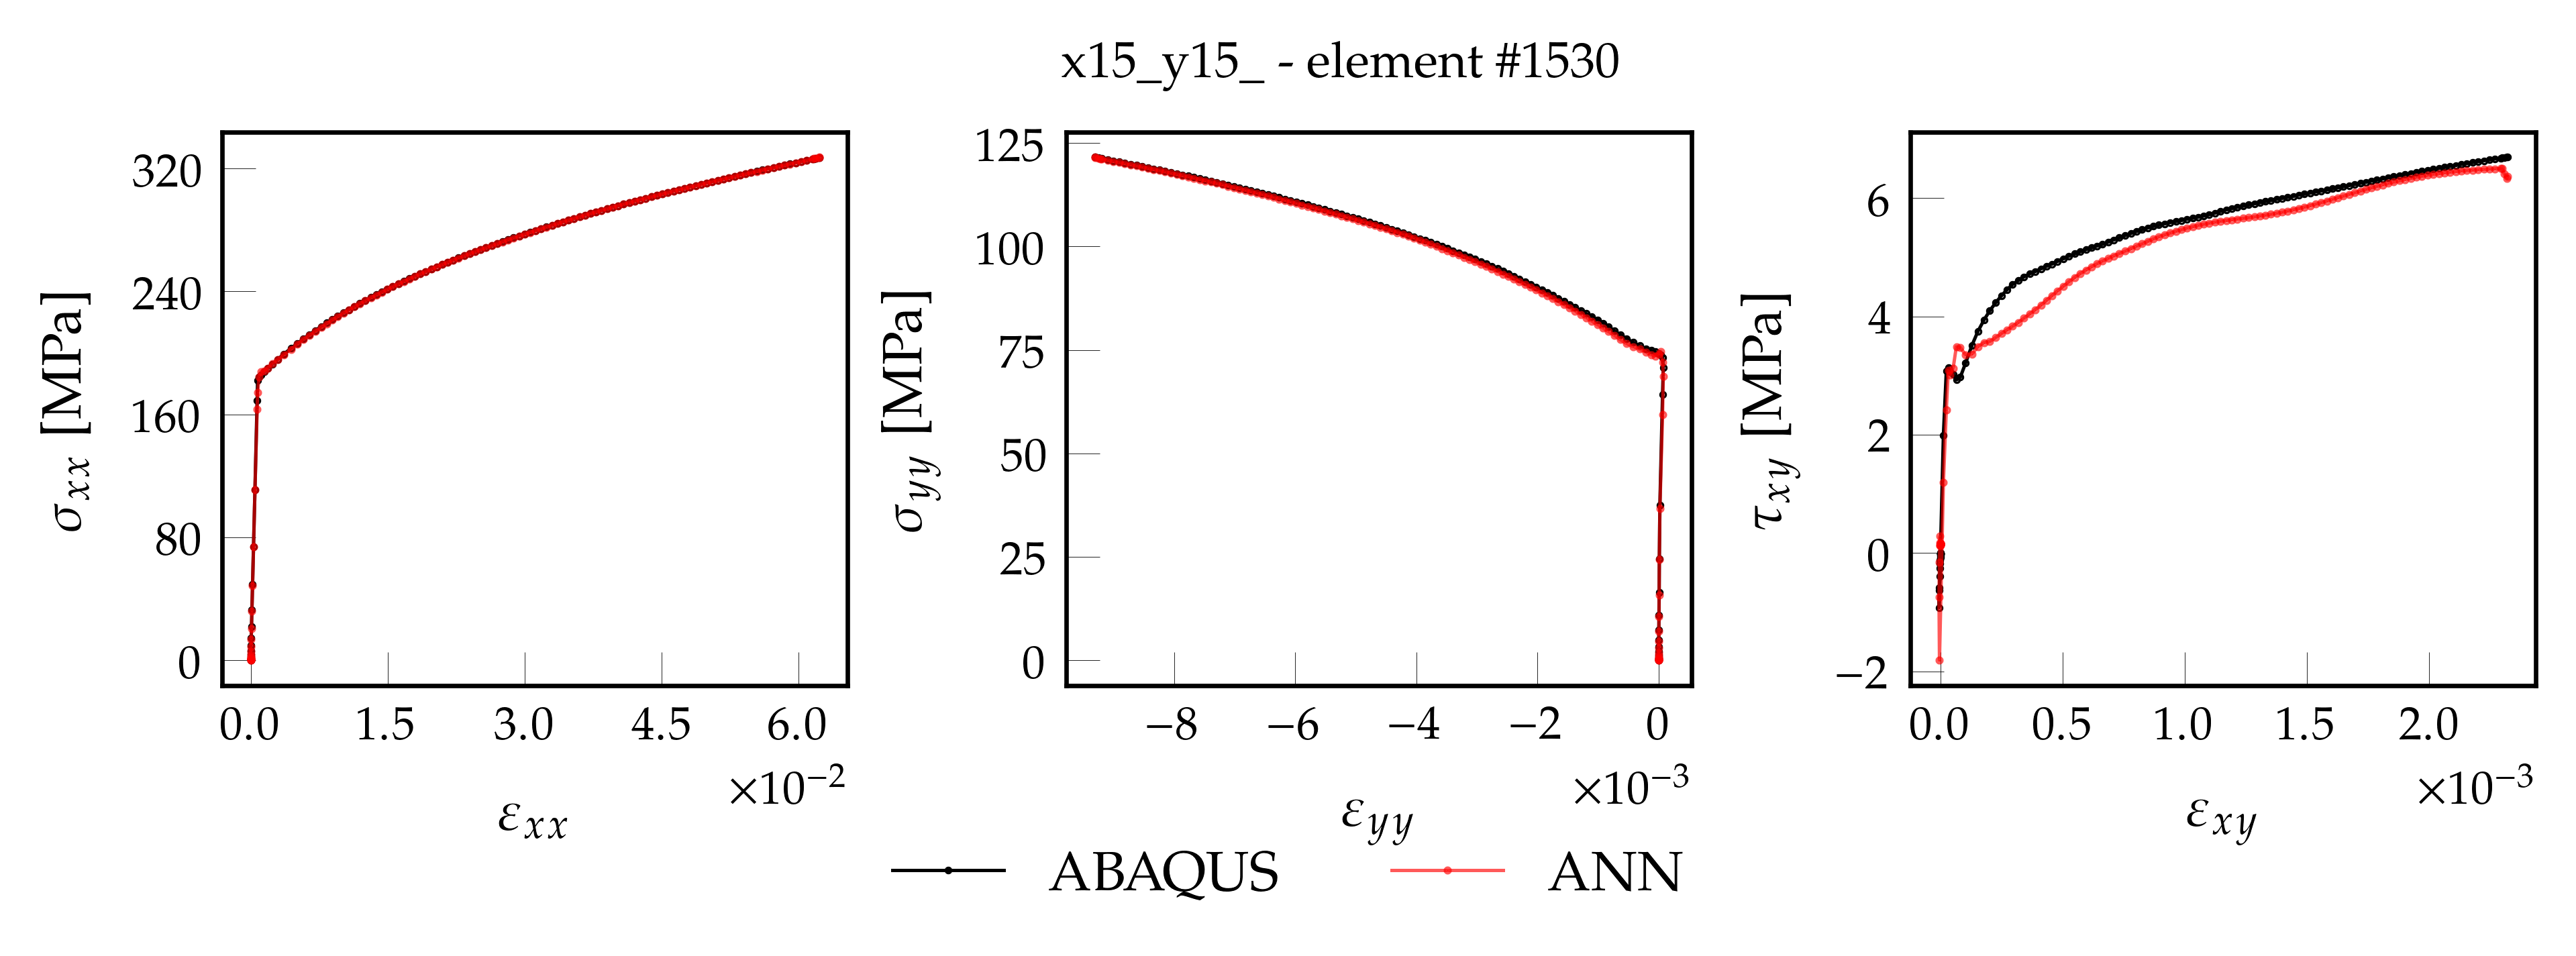 x15_y15_ - element #1530
σxx [MPa]
320
240
160
80
0
0.0 1.5 3.0 4.5 6.0
×10⁻²
εxx
σyy [MPa]
125
100
75
50
25
0
−8 −6 −4 −2 0
×10⁻³
εyy
τxy [MPa]
6
4
2
0
−2
0.0 0.5 1.0 1.5 2.0
×10⁻³
εxy
ABAQUS ANN